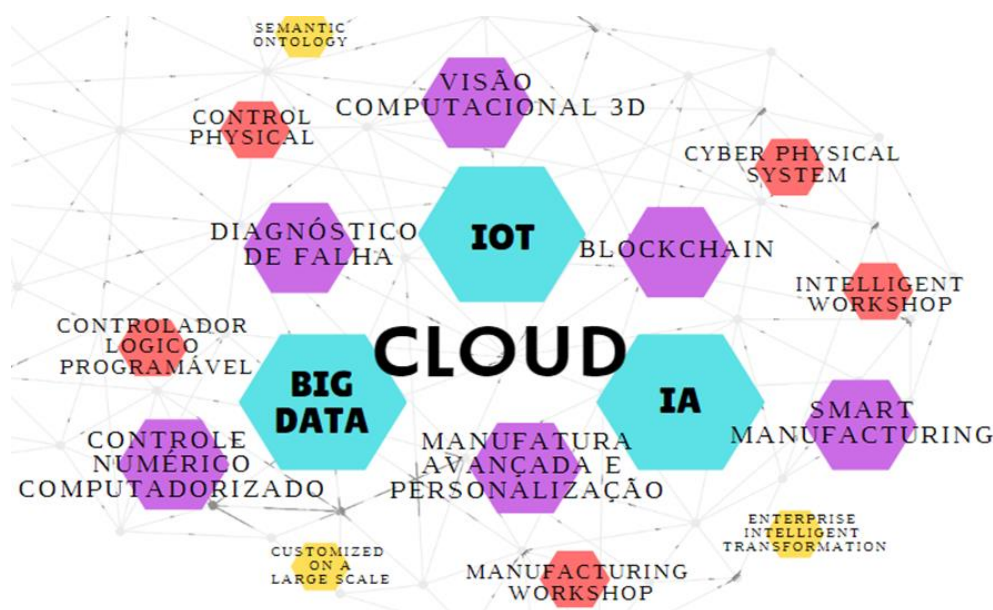 SEMANTIC
ONTOLOGY
VISÃO
COMPUTACIONAL 3D
CONTROL
PHYSICAL
CYBER PHYSICAL
SYSTEM
DIAGNÓSTICO
DE FALHA
IOT
BLOCKCHAIN
INTELLIGENT
WORKSHOP
CONTROLADOR
LÓGICO
PROGRAMÁVEL
CLOUD
BIG
DATA
IA
SMART
MANUFACTURING
CONTROLE
NUMÉRICO
COMPUTADORIZADO
MANUFATURA
AVANÇADA E
PERSONALIZAÇÃO
ENTERPRISE
INTELLIGENT
TRANSFORMATION
CUSTOMIZED
ON A
LARGE SCALE
MANUFACTURING
WORKSHOP